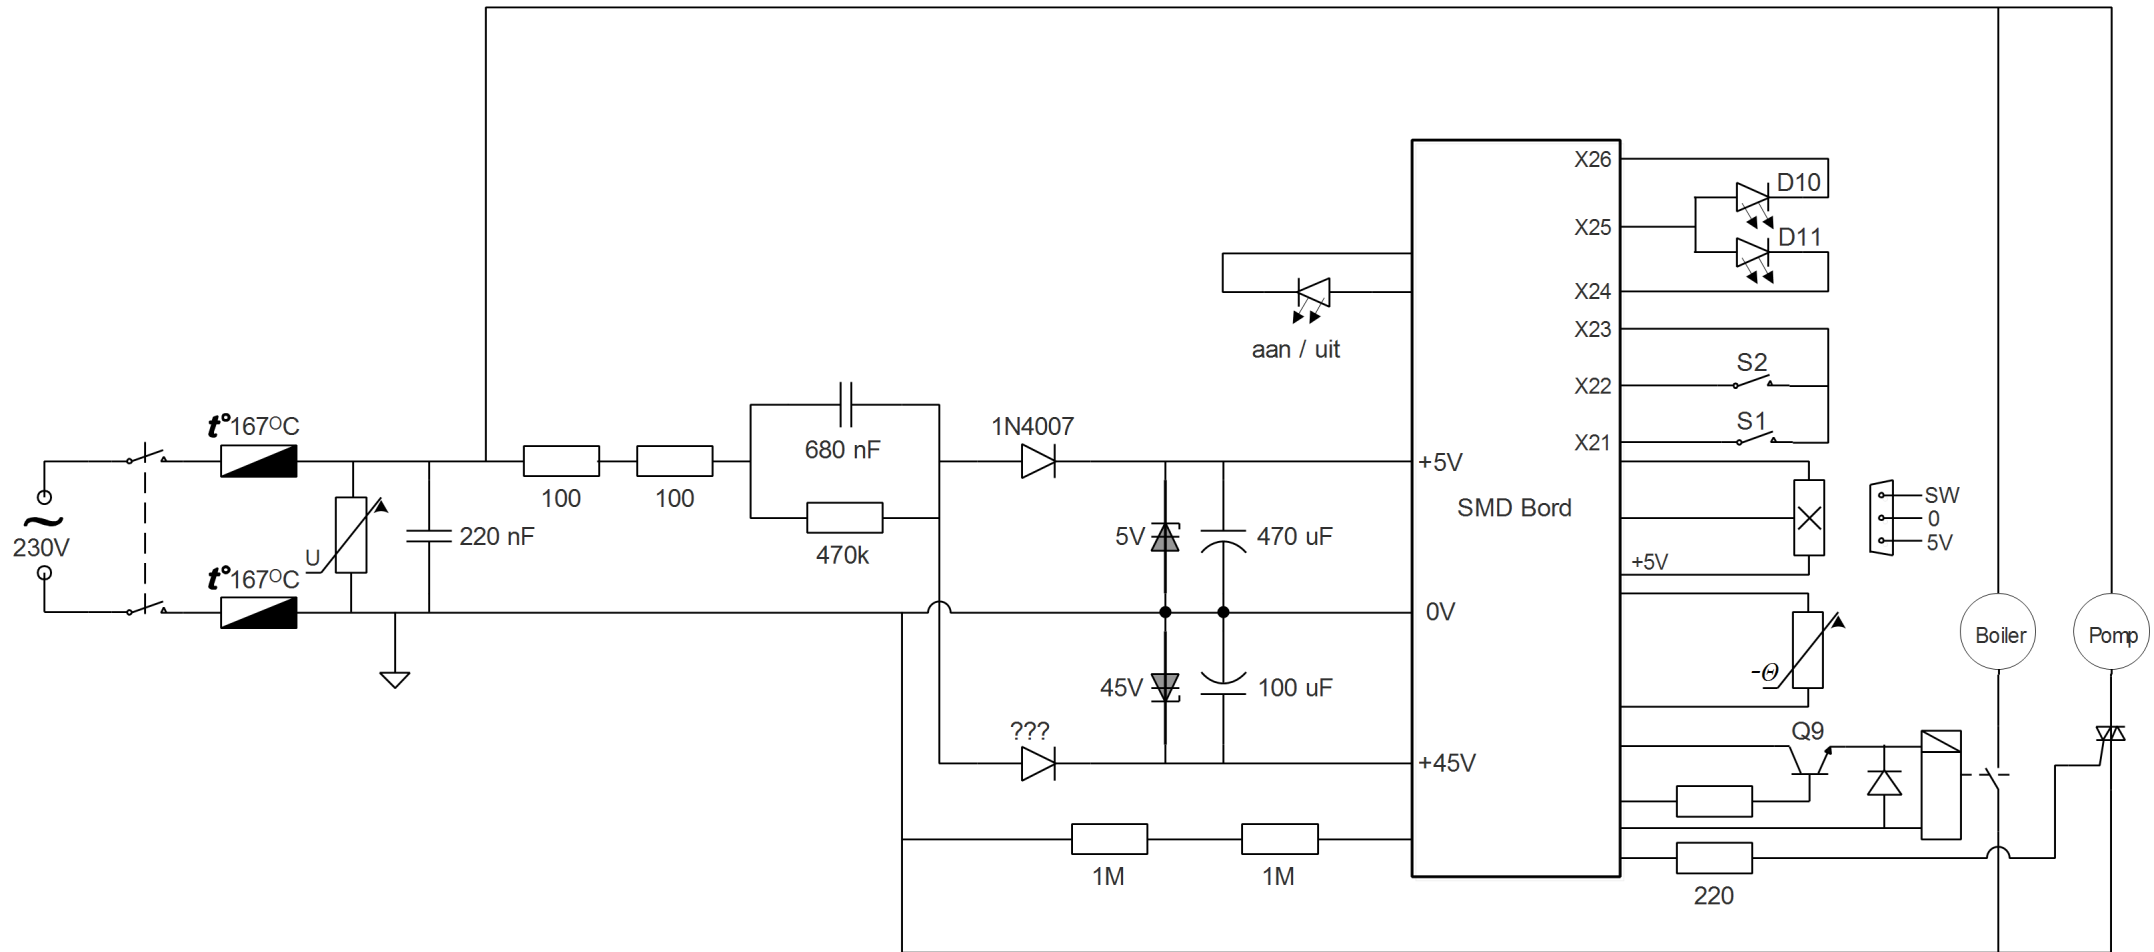 230V
t° 167°C
t° 167°C
U
220 nF
100
100
680 nF
470k
1N4007
???
5V
470 uF
45V
100 uF
1M
1M
aan / uit
+5V
SMD Bord
0V
+45V
X26
X25
X24
X23
X22
X21
D10
D11
S2
S1
+5V
SW
0
5V
-Θ
Q9
220
Boiler
Pomp